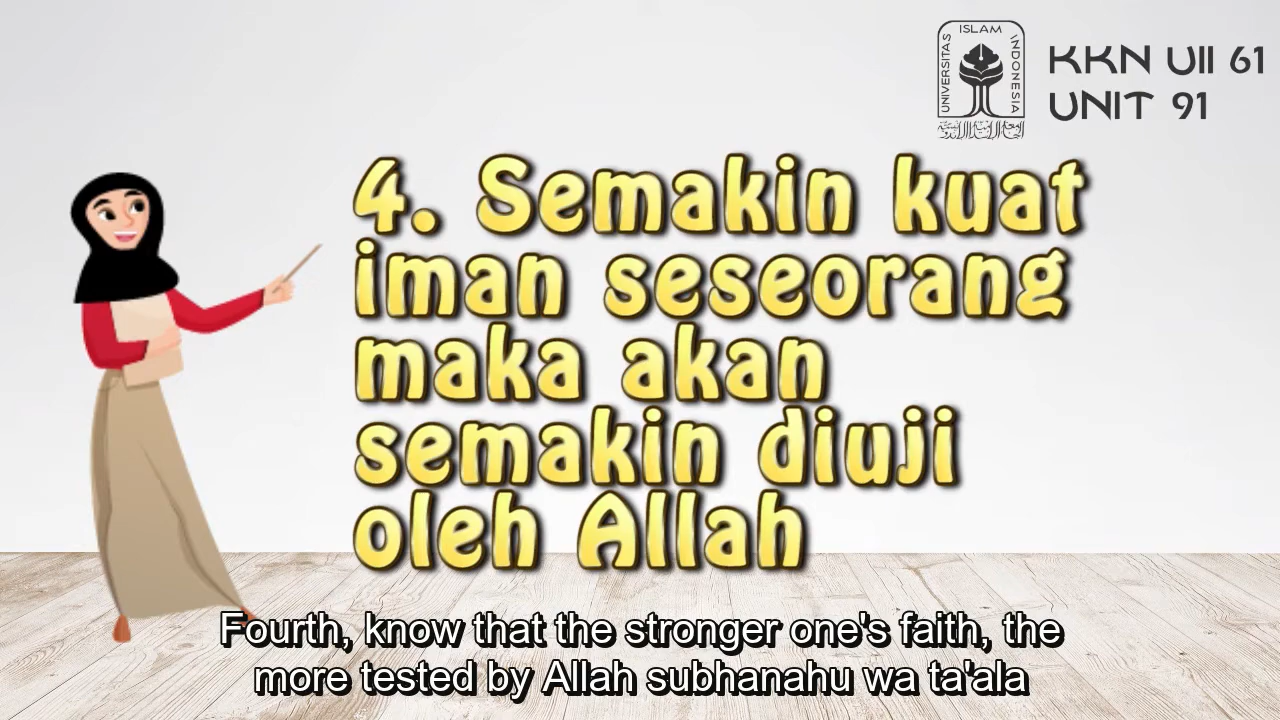 UNIVERSITAS ISLAM INDONESIA
KKN UII 61
UNIT 91
4. Semakin kuat
iman seseorang
maka akan
semakin diuji
oleh Allah
Fourth, know that the stronger one's faith, the
more tested by Allah subhanahu wa ta'ala